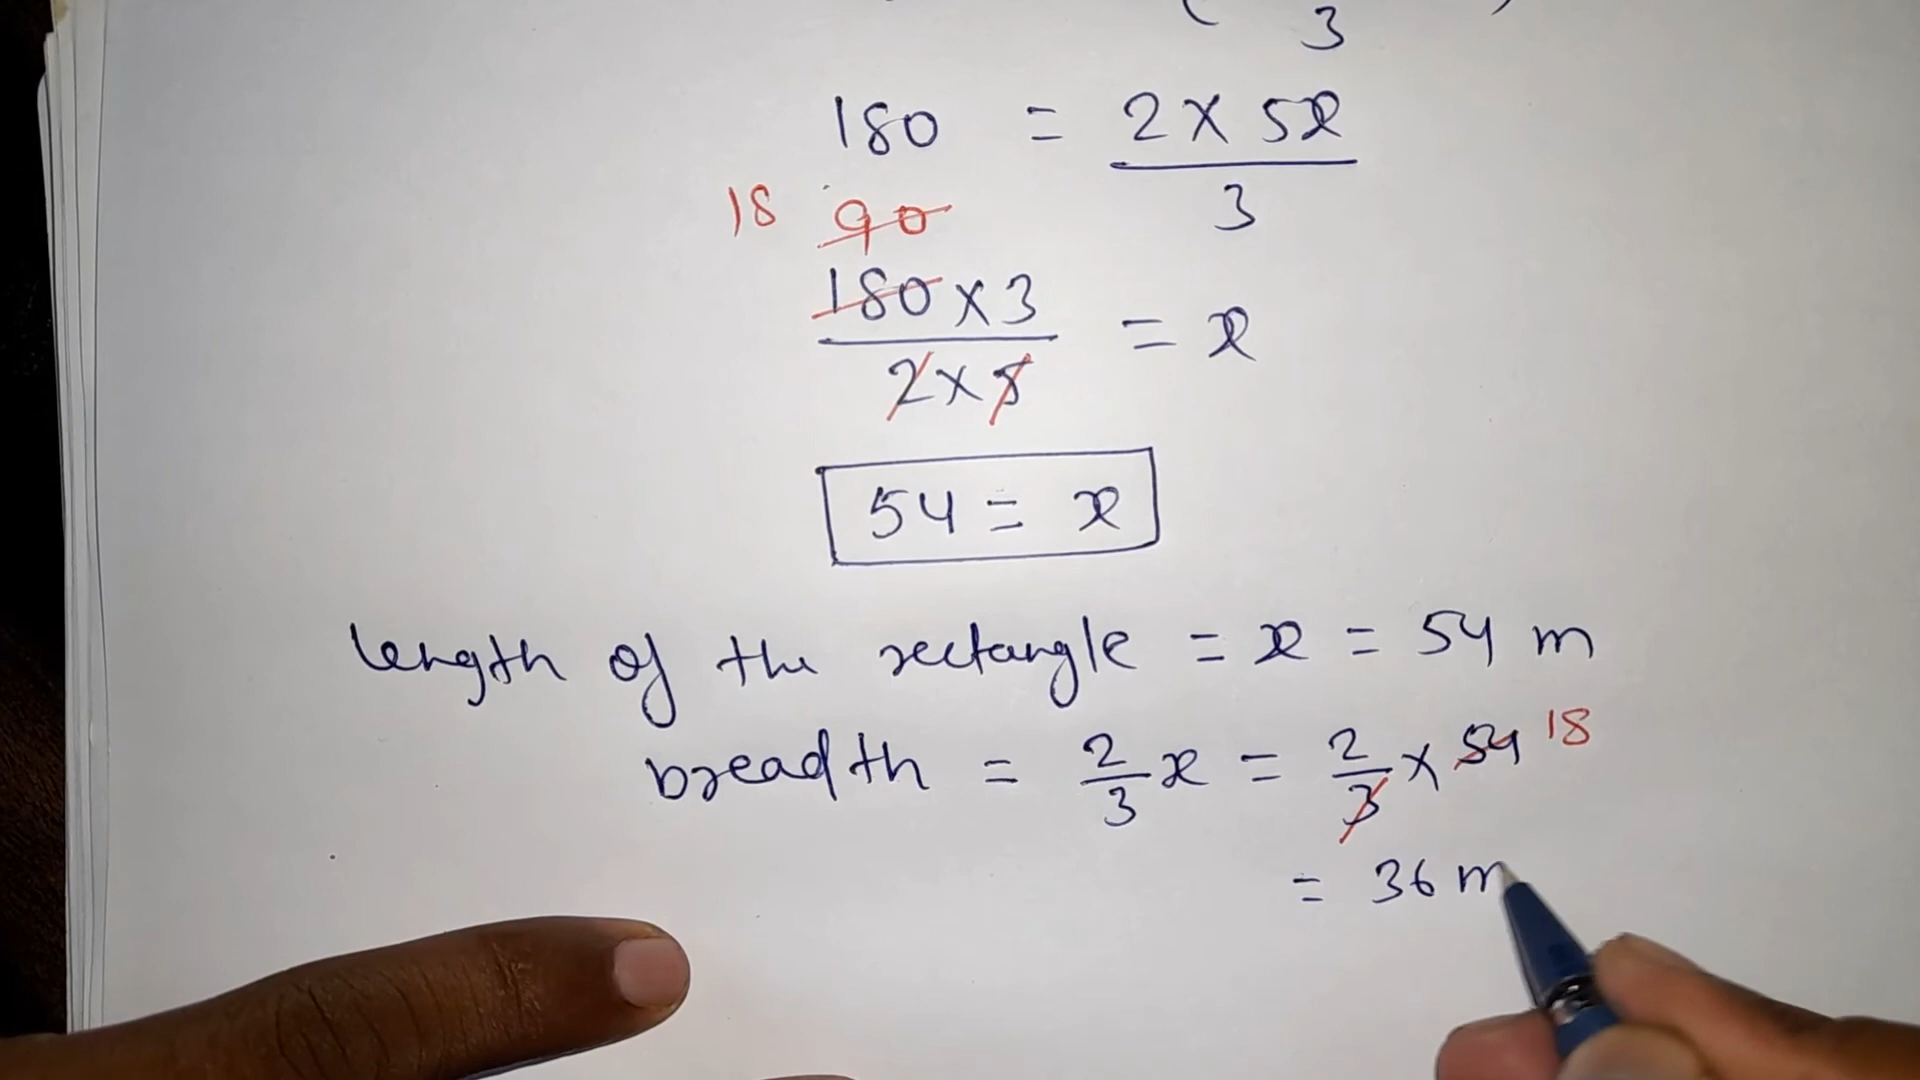 ( 3 )
180 = 2 × 5x / 3
18 90
180 × 3 / 2 × 5 = x
54 = x
length of the rectangle = x = 54 m
breadth = 2/3 x = 2/3 × 54 18
= 36 m